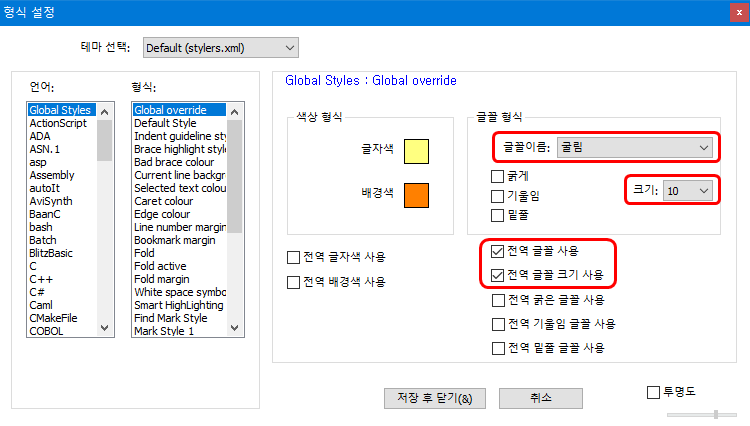 형식 설정
테마 선택: Default (stylers.xml)
언어:
Global Styles
ActionScript
ADA
ASN.1
asp
Assembly
autoIt
AviSynth
BaanC
bash
Batch
BlitzBasic
C
C++
C#
Caml
CMakeFile
COBOL
형식:
Global override
Default Style
Indent guideline sty
Brace highlight style
Bad brace colour
Current line backgr
Selected text colou
Caret colour
Edge colour
Line number margin
Bookmark margin
Fold
Fold active
Fold margin
White space symbo
Smart HighLighting
Find Mark Style
Mark Style 1
Global Styles : Global override
색상 형식
글자색
배경색
전역 글자색 사용
전역 배경색 사용
글꼴 형식
글꼴이름: 굴림
굵게
기울임
밑줄
크기: 10
전역 글꼴 사용
전역 글꼴 크기 사용
전역 굵은 글꼴 사용
전역 기울임 글꼴 사용
전역 밑줄 글꼴 사용
저장 후 닫기(&)
취소
투명도